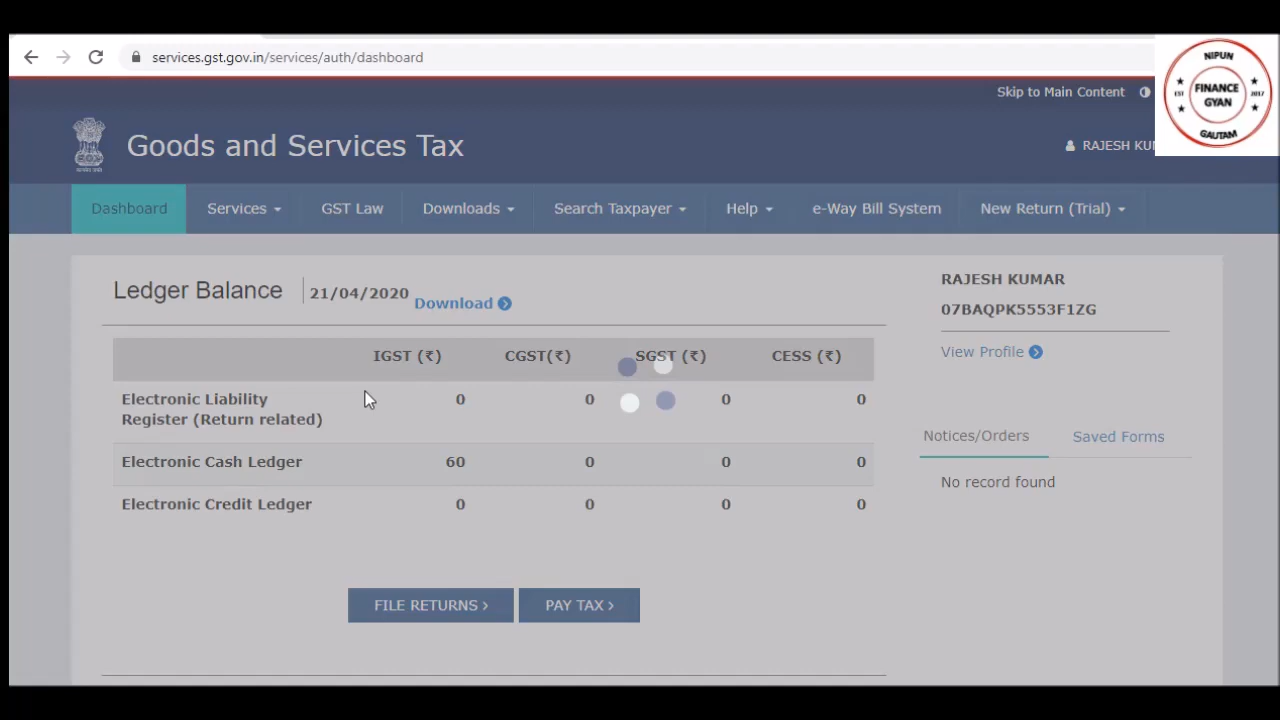 services.gst.gov.in/services/auth/dashboard
NIPUN
EST FINANCE GYAN 2017
GAUTAM
Skip to Main Content
Goods and Services Tax
RAJESH
Dashboard Services GST Law Downloads Search Taxpayer Help e-Way Bill System New Return (Trial)
Ledger Balance 21/04/2020 Download
RAJESH KUMAR
07BAQPK5553F1ZG
View Profile
IGST (₹) CGST(₹) SGST (₹) CESS (₹)
Electronic Liability Register (Return related) 0 0 0 0
Electronic Cash Ledger 60 0 0 0
Electronic Credit Ledger 0 0 0 0
Notices/Orders Saved Forms
No record found
FILE RETURNS > PAY TAX >